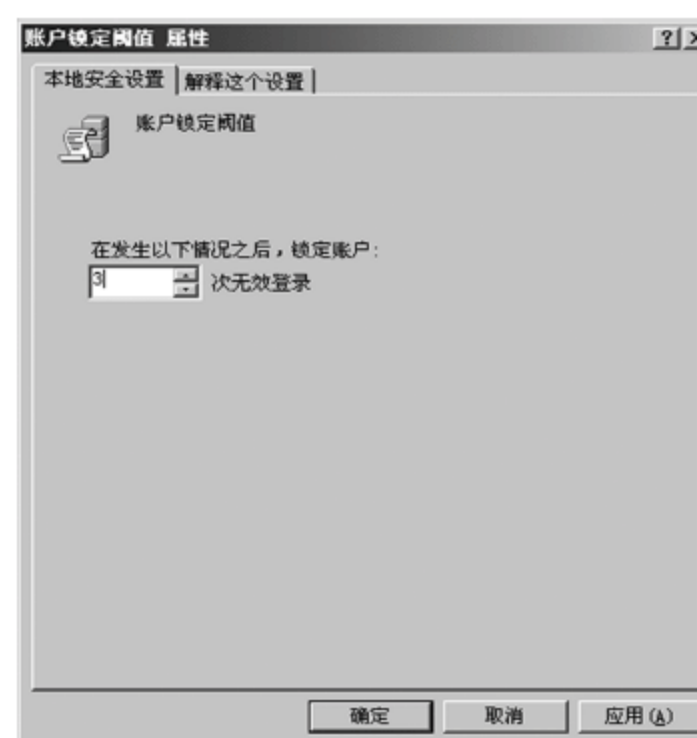 账户锁定阈值 属性
本地安全设置 解释这个设置
账户锁定阈值
在发生以下情况之后，锁定账户:
3 次无效登录
确定 取消 应用(A)